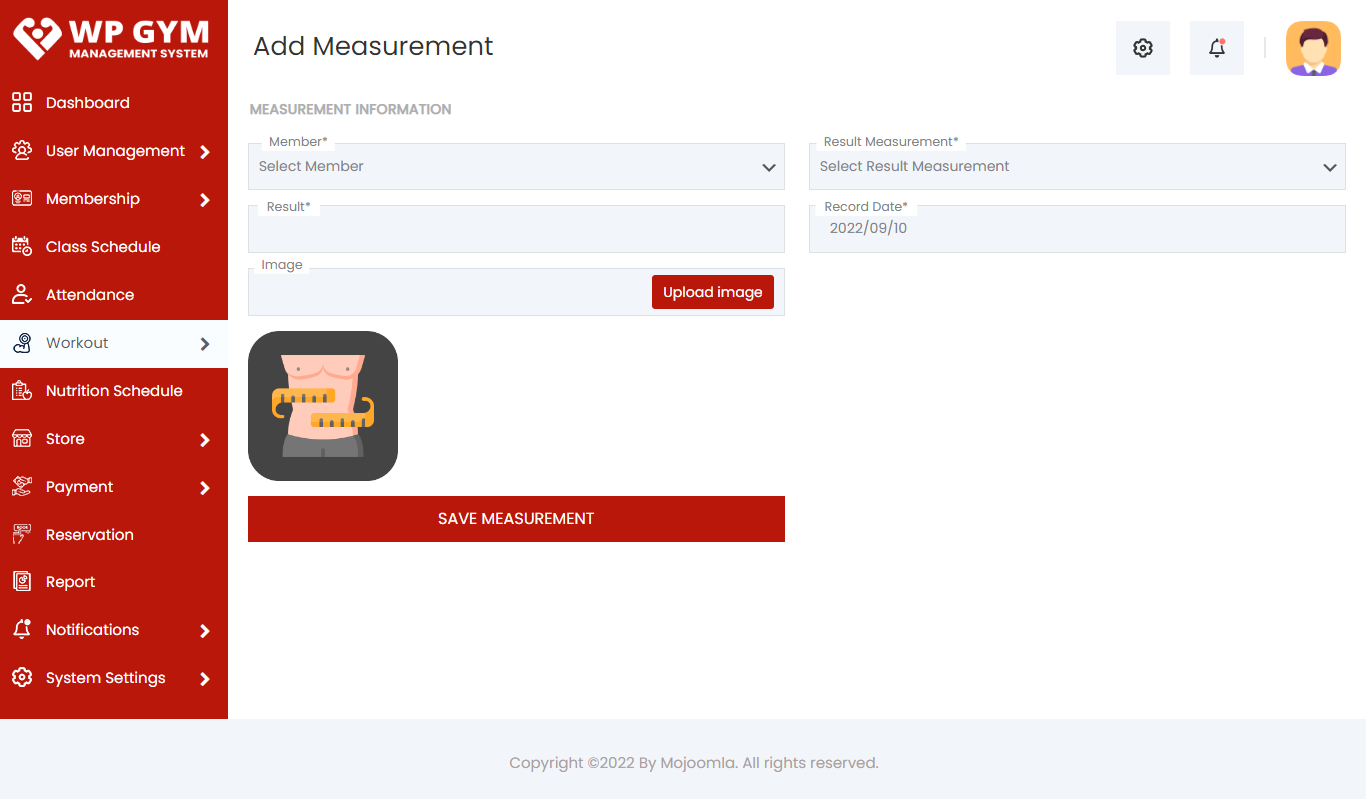 WP GYM
MANAGEMENT SYSTEM
Dashboard
User Management
Membership
Class Schedule
Attendance
Workout
Nutrition Schedule
Store
Payment
Reservation
Report
Notifications
System Settings
Add Measurement
MEASUREMENT INFORMATION
Member*
Select Member
Result Measurement*
Select Result Measurement
Result*
Record Date*
2022/09/10
Image
Upload image
SAVE MEASUREMENT
Copyright ©2022 By Mojoomla. All rights reserved.